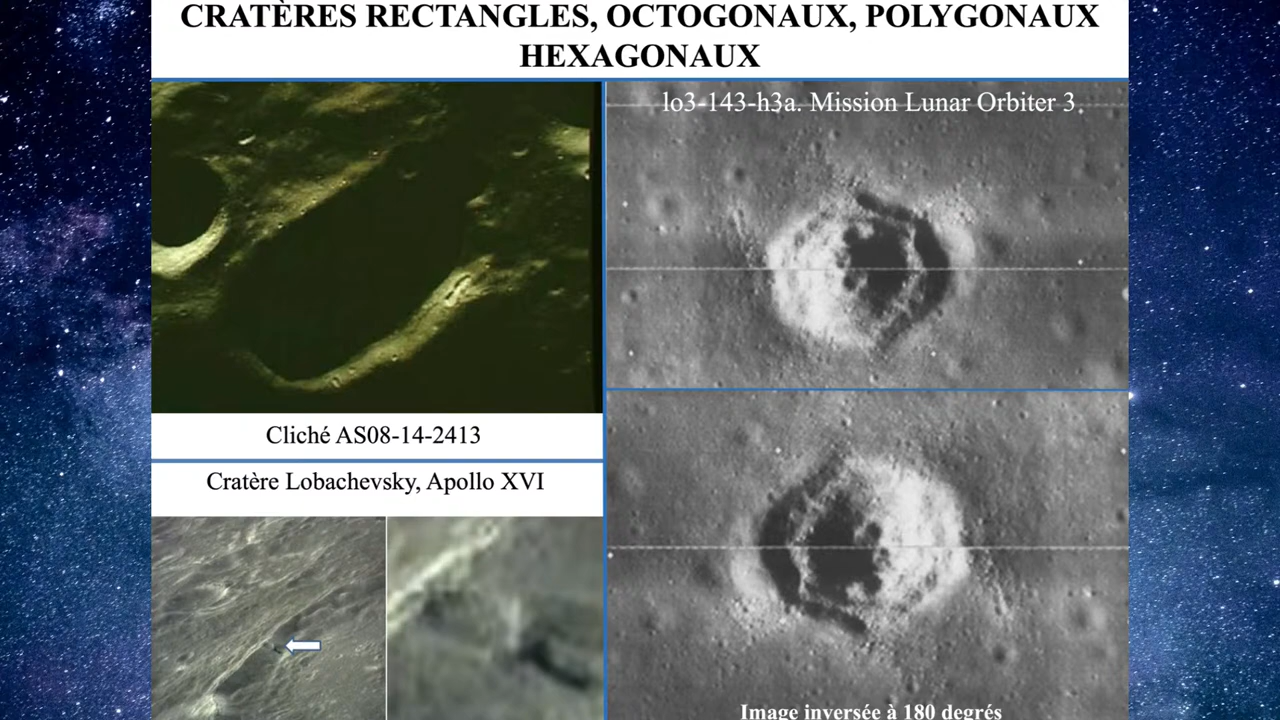 CRATÈRES RECTANGLES, OCTOGONAUX, POLYGONAUX
HEXAGONAUX
lo3-143-h3a. Mission Lunar Orbiter 3
Cliché AS08-14-2413
Cratère Lobachevsky, Apollo XVI
Image inversée à 180 degrés